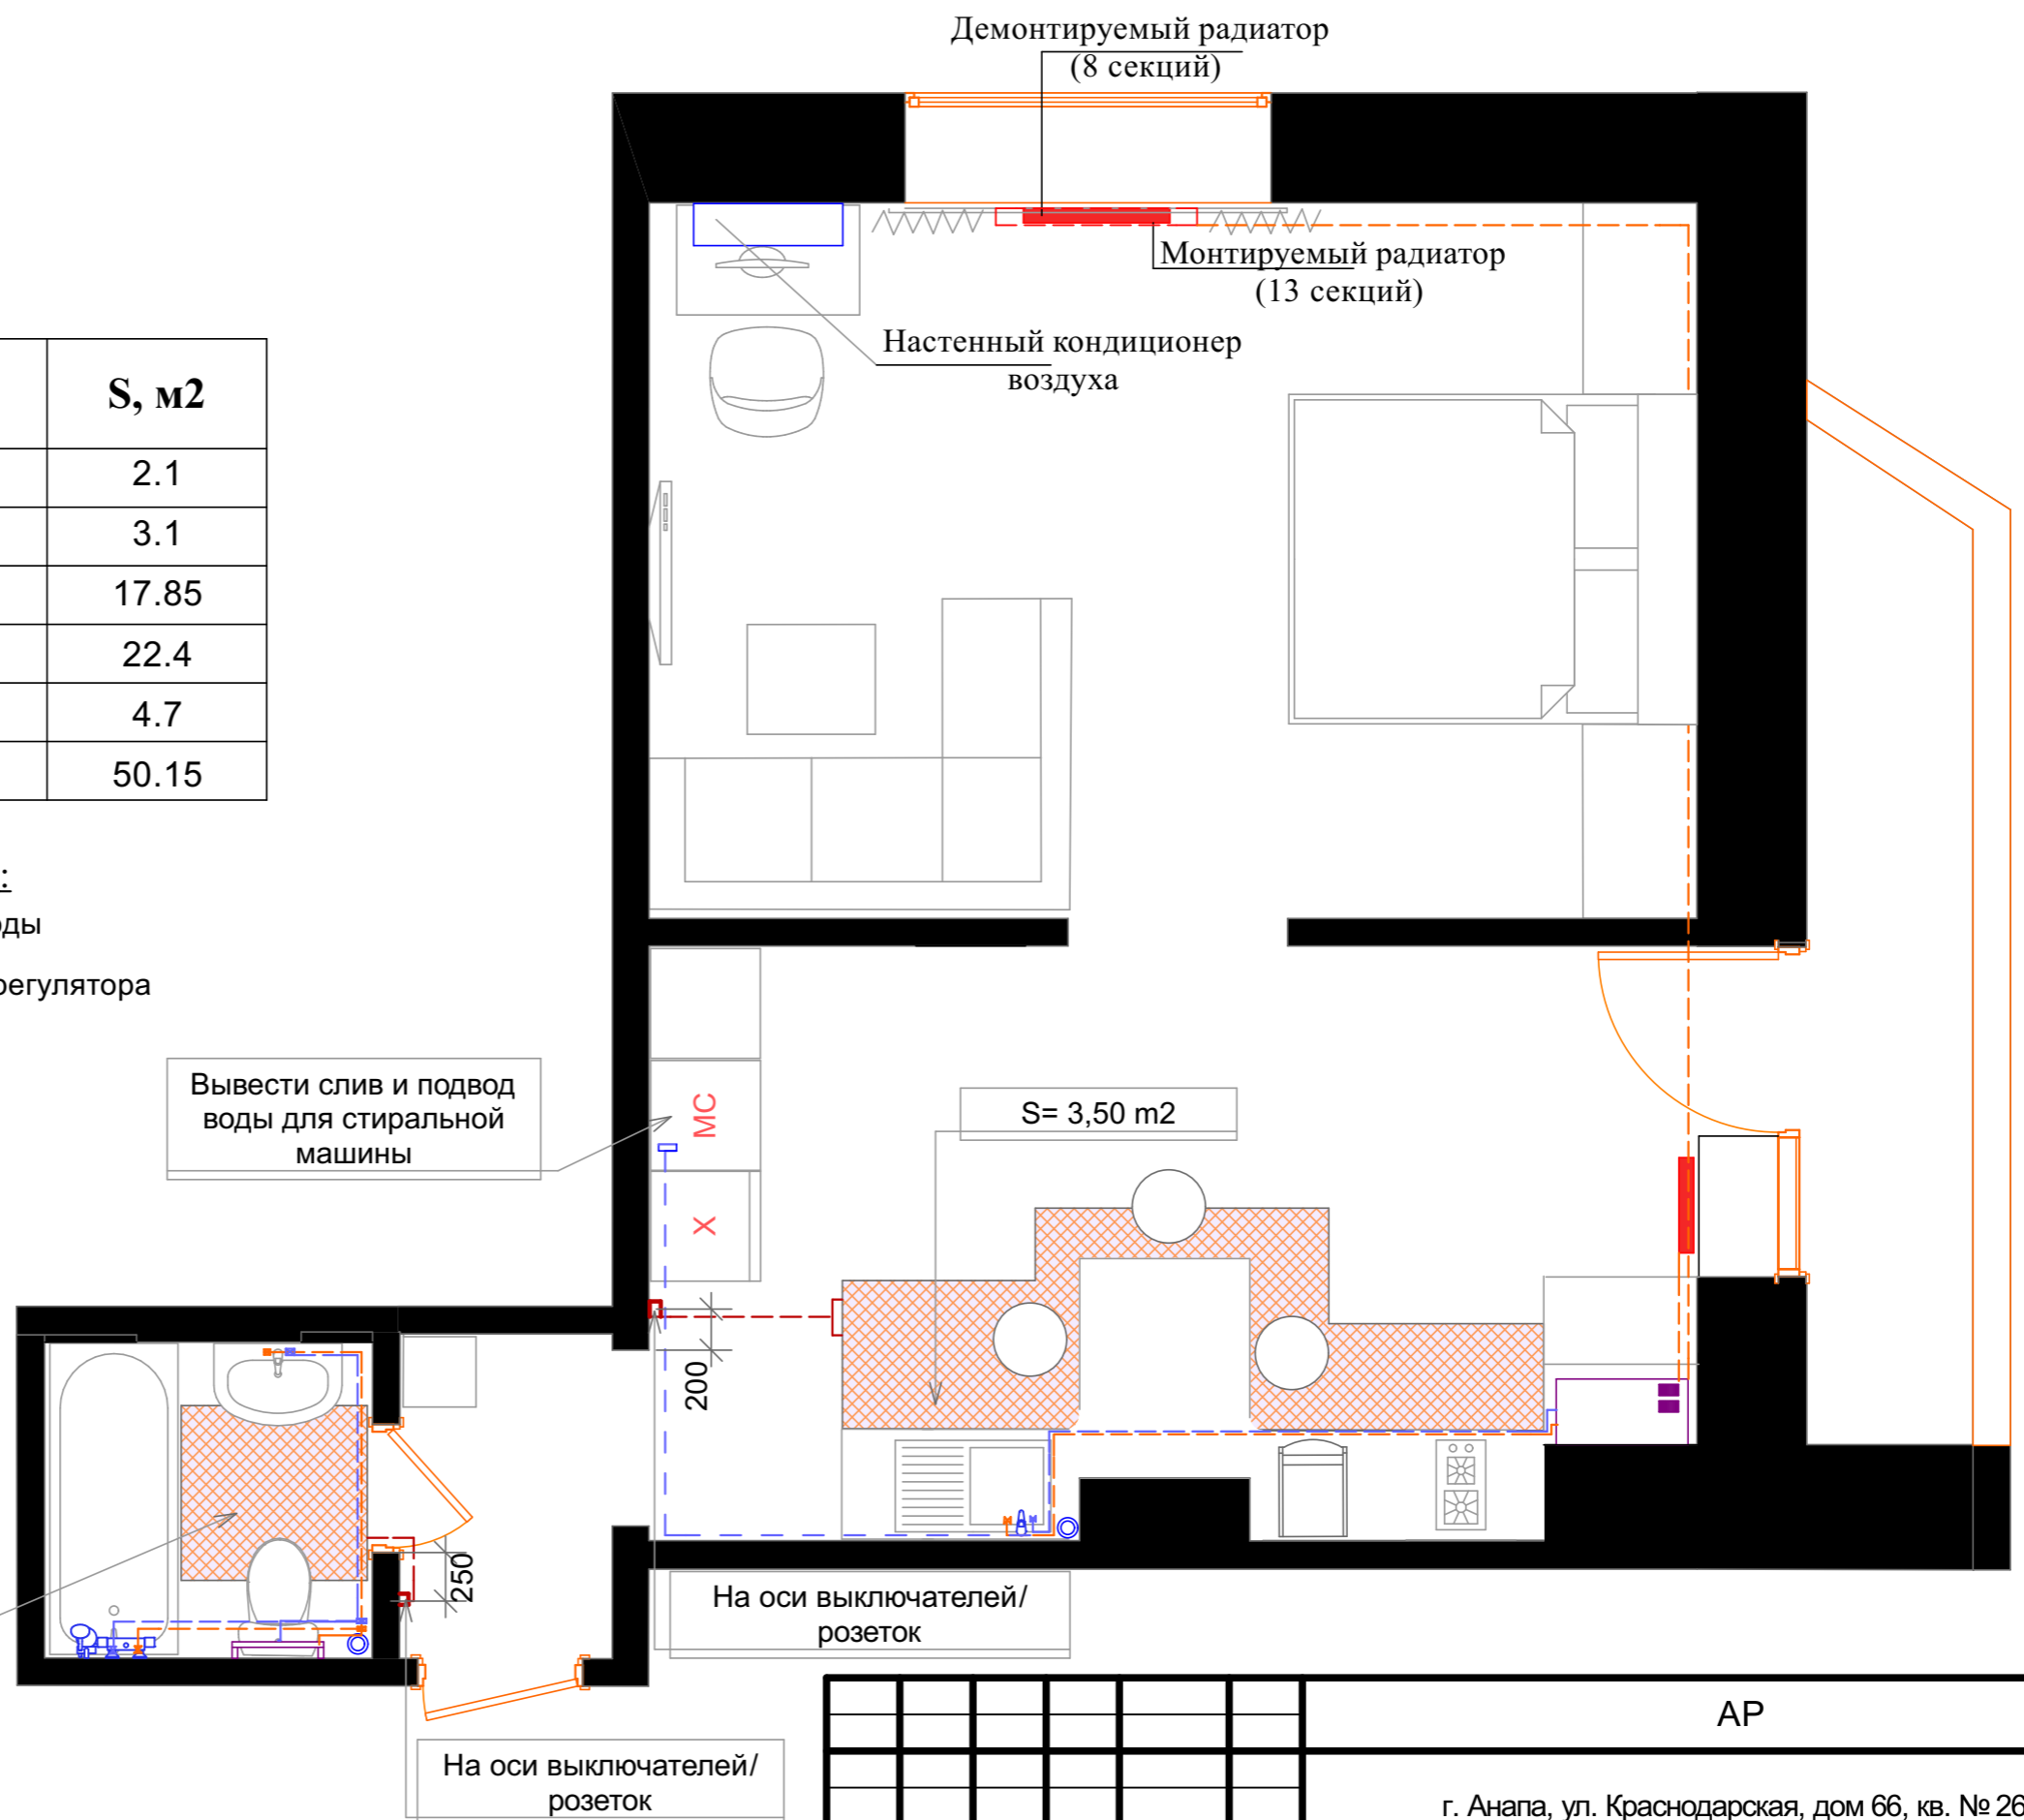 Демонтируемый радиатор
(8 секций)
Монтируемый радиатор
(13 секций)
Настенный кондиционер
воздуха
S, м2
2.1
3.1
17.85
22.4
4.7
50.15
:
оды
регулятора
Вывести слив и подвод
воды для стиральной
машины
МС
Х
S= 3,50 m2
200
250
На оси выключателей/
розеток
На оси выключателей/
розеток
АР
г. Анапа, ул. Краснодарская, дом 66, кв. № 26